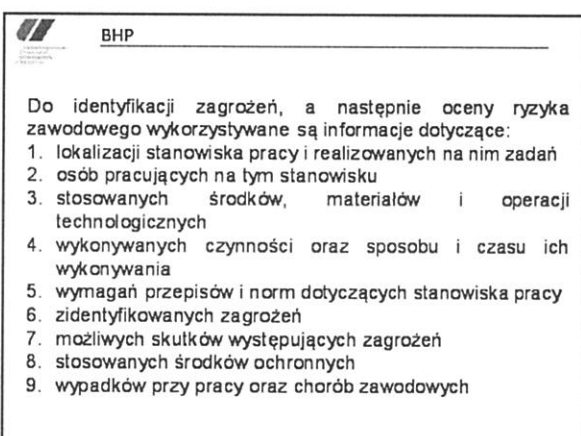 BHP
Do identyfikacji zagrożeń, a następnie oceny ryzyka
zawodowego wykorzystywane są informacje dotyczące:
1. lokalizacji stanowiska pracy i realizowanych na nim zadań
2. osób pracujących na tym stanowisku
3. stosowanych środków, materiałów i operacji
technologicznych
4. wykonywanych czynności oraz sposobu i czasu ich
wykonywania
5. wymagań przepisów i norm dotyczących stanowiska pracy
6. zidentyfikowanych zagrożeń
7. możliwych skutków występujących zagrożeń
8. stosowanych środków ochronnych
9. wypadków przy pracy oraz chorób zawodowych